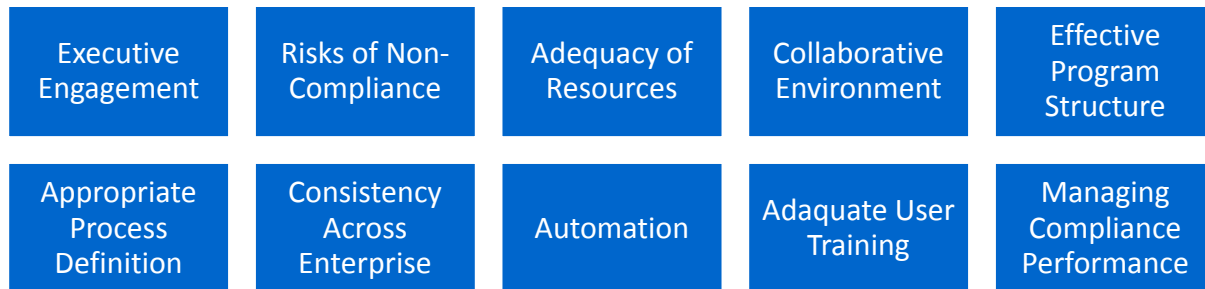 Executive
Engagement
Risks of Non-
Compliance
Adequacy of
Resources
Collaborative
Environment
Effective
Program
Structure
Appropriate
Process
Definition
Consistency
Across
Enterprise
Automation
Adaquate User
Training
Managing
Compliance
Performance